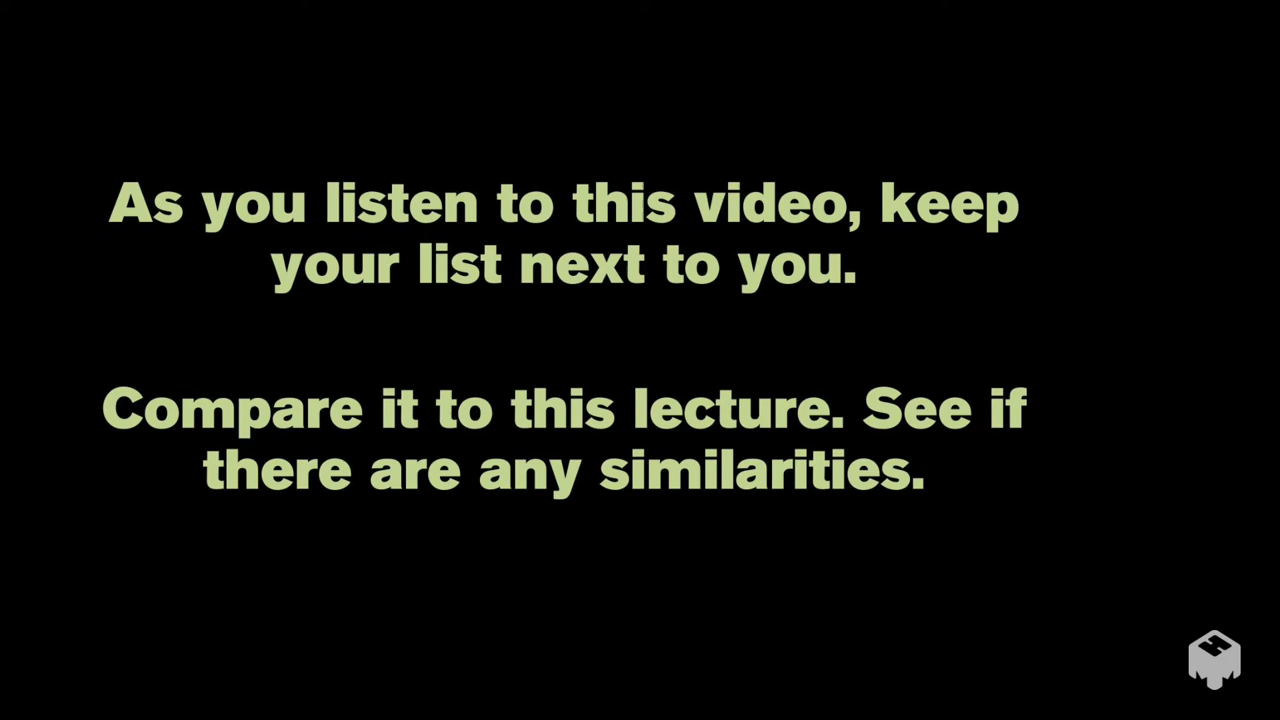 As you listen to this video, keep
your list next to you.
Compare it to this lecture. See if
there are any similarities.